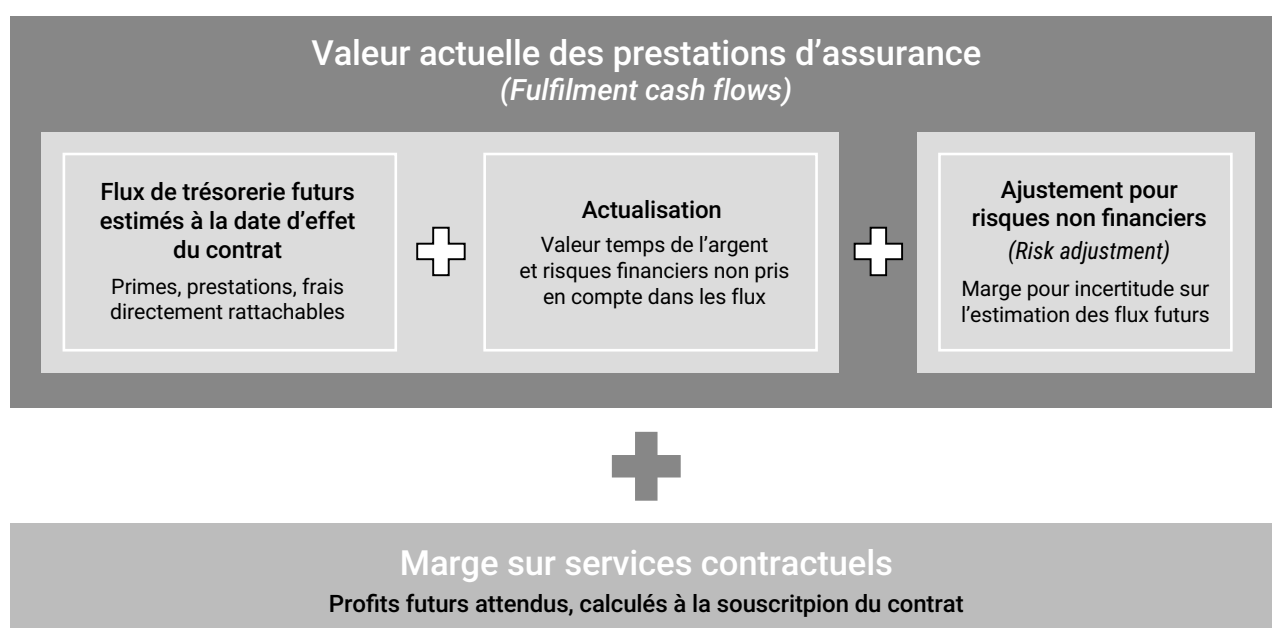 Valeur actuelle des prestations d’assurance
(Fulfilment cash flows)
Flux de trésorerie futurs
estimés à la date d’effet
du contrat
Primes, prestations, frais
directement rattachables
Actualisation
Valeur temps de l’argent
et risques financiers non pris
en compte dans les flux
Ajustement pour
risques non financiers
(Risk adjustment)
Marge pour incertitude sur
l’estimation des flux futurs
Marge sur services contractuels
Profits futurs attendus, calculés à la souscritpion du contrat